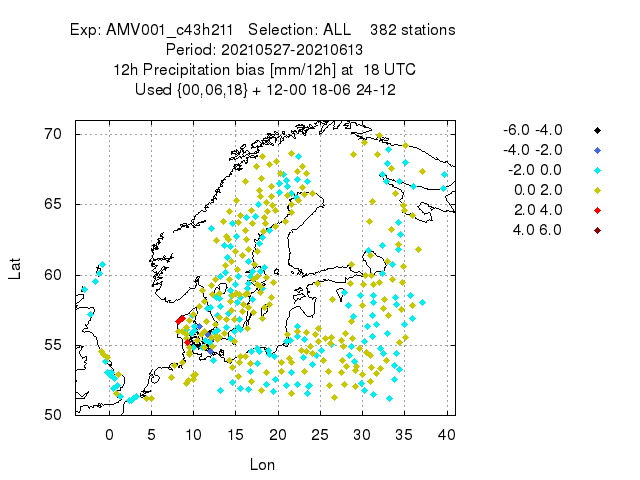 Exp: AMV001_c43h211 Selection: ALL 382 stations
Period: 20210527-20210613
12h Precipitation bias [mm/12h] at 18 UTC
Used {00,06,18} + 12-00 18-06 24-12
-6.0 -4.0
-4.0 -2.0
-2.0 0.0
0.0 2.0
2.0 4.0
4.0 6.0
70
65
60
55
50
Lat
0 5 10 15 20 25 30 35 40
Lon